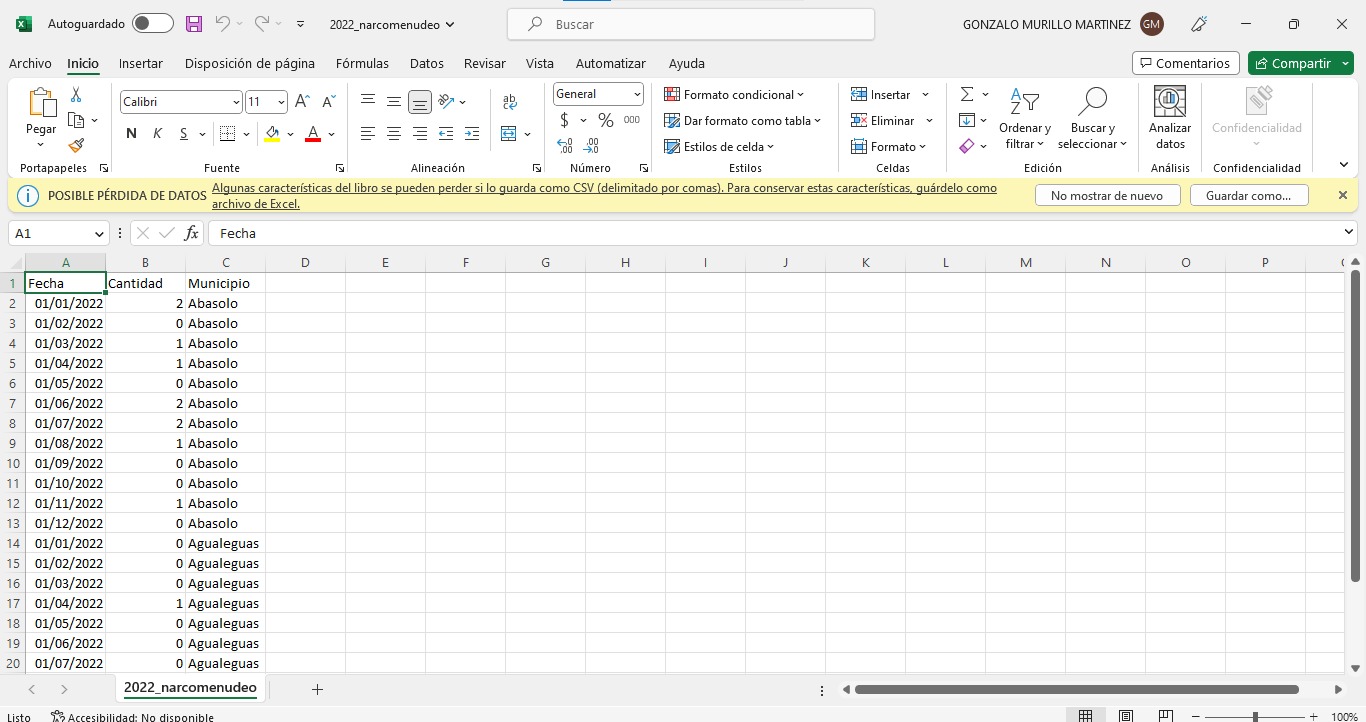 Autoguardado 2022_narcomenudeo Buscar GONZALO MURILLO MARTINEZ GM
Archivo Inicio Insertar Disposición de página Fórmulas Datos Revisar Vista Automatizar Ayuda Comentarios Compartir
Pegar
Calibri 11
N K S
General
$ % 000
Formato condicional
Dar formato como tabla
Estilos de celda
Insertar
Eliminar
Formato
Ordenar y
filtrar
Buscar y
seleccionar
Analizar
datos
Confidencialidad
Portapapeles Fuente Alineación Número Estilos Celdas Edición Análisis Confidencialidad
POSIBLE PÉRDIDA DE DATOS Algunas características del libro se pueden perder si lo guarda como CSV (delimitado por comas). Para conservar estas características, guárdelo como
archivo de Excel.
No mostrar de nuevo Guardar como...
A1 fx Fecha
A B C D E F G H I J K L M N O P
1 Fecha Cantidad Municipio
2 01/01/2022 2 Abasolo
3 01/02/2022 0 Abasolo
4 01/03/2022 1 Abasolo
5 01/04/2022 1 Abasolo
6 01/05/2022 0 Abasolo
7 01/06/2022 2 Abasolo
8 01/07/2022 2 Abasolo
9 01/08/2022 1 Abasolo
10 01/09/2022 0 Abasolo
11 01/10/2022 0 Abasolo
12 01/11/2022 1 Abasolo
13 01/12/2022 0 Abasolo
14 01/01/2022 0 Agualeguas
15 01/02/2022 0 Agualeguas
16 01/03/2022 0 Agualeguas
17 01/04/2022 1 Agualeguas
18 01/05/2022 0 Agualeguas
19 01/06/2022 0 Agualeguas
20 01/07/2022 0 Agualeguas
2022_narcomenudeo
Listo Accesibilidad: No disponible 100%